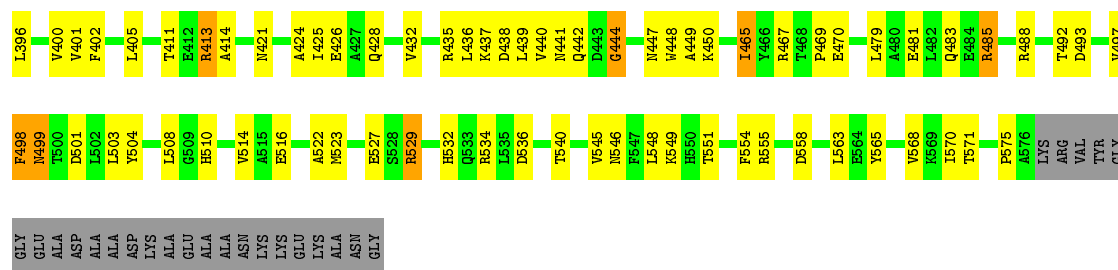 L396 V400 V401 F402 L405 T411 E412 R413 A414 N421 A424 I425 E426 A427 Q428 V432 R435 L436 K437 D438 L439 V440 N441 Q442 D443 G444 N447 W448 A449 K450 I465 Y466 R467 T468 P469 E470 L479 A480 E481 L482 Q483 E484 R485 R488 T492 D493 V497
F498 N499 T500 D501 L502 L503 Y504 L508 G509 H510 V514 A515 E516 A522 M523 E527 S528 R529 H532 Q533 R534 L535 D536 T540 V545 N546 F547 L548 K549 H550 T551 F554 R555 D558 L563 E564 Y565 V568 K569 I570 T571 P575 A576 LYS ARG VAL TYR GLY
GLY GLU ALA ASP ALA ALA ASP LYS ALA GLU ALA ALA ASN LYS LYS GLU LYS ALA ASN GLY